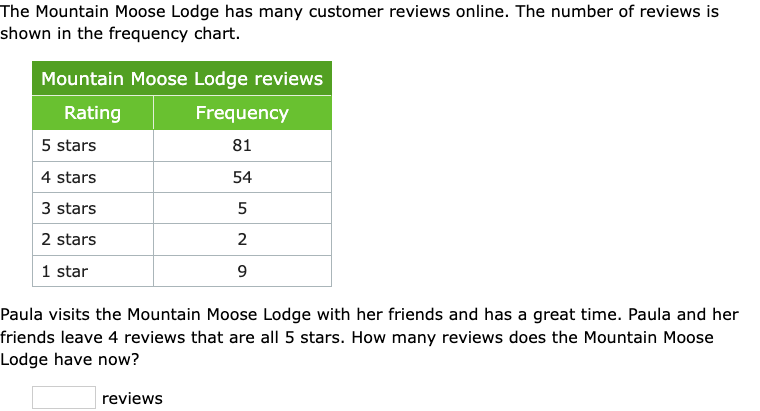 The Mountain Moose Lodge has many customer reviews online. The number of reviews is
shown in the frequency chart.
Mountain Moose Lodge reviews
Rating Frequency
5 stars 81
4 stars 54
3 stars 5
2 stars 2
1 star 9
Paula visits the Mountain Moose Lodge with her friends and has a great time. Paula and her
friends leave 4 reviews that are all 5 stars. How many reviews does the Mountain Moose
Lodge have now?
reviews